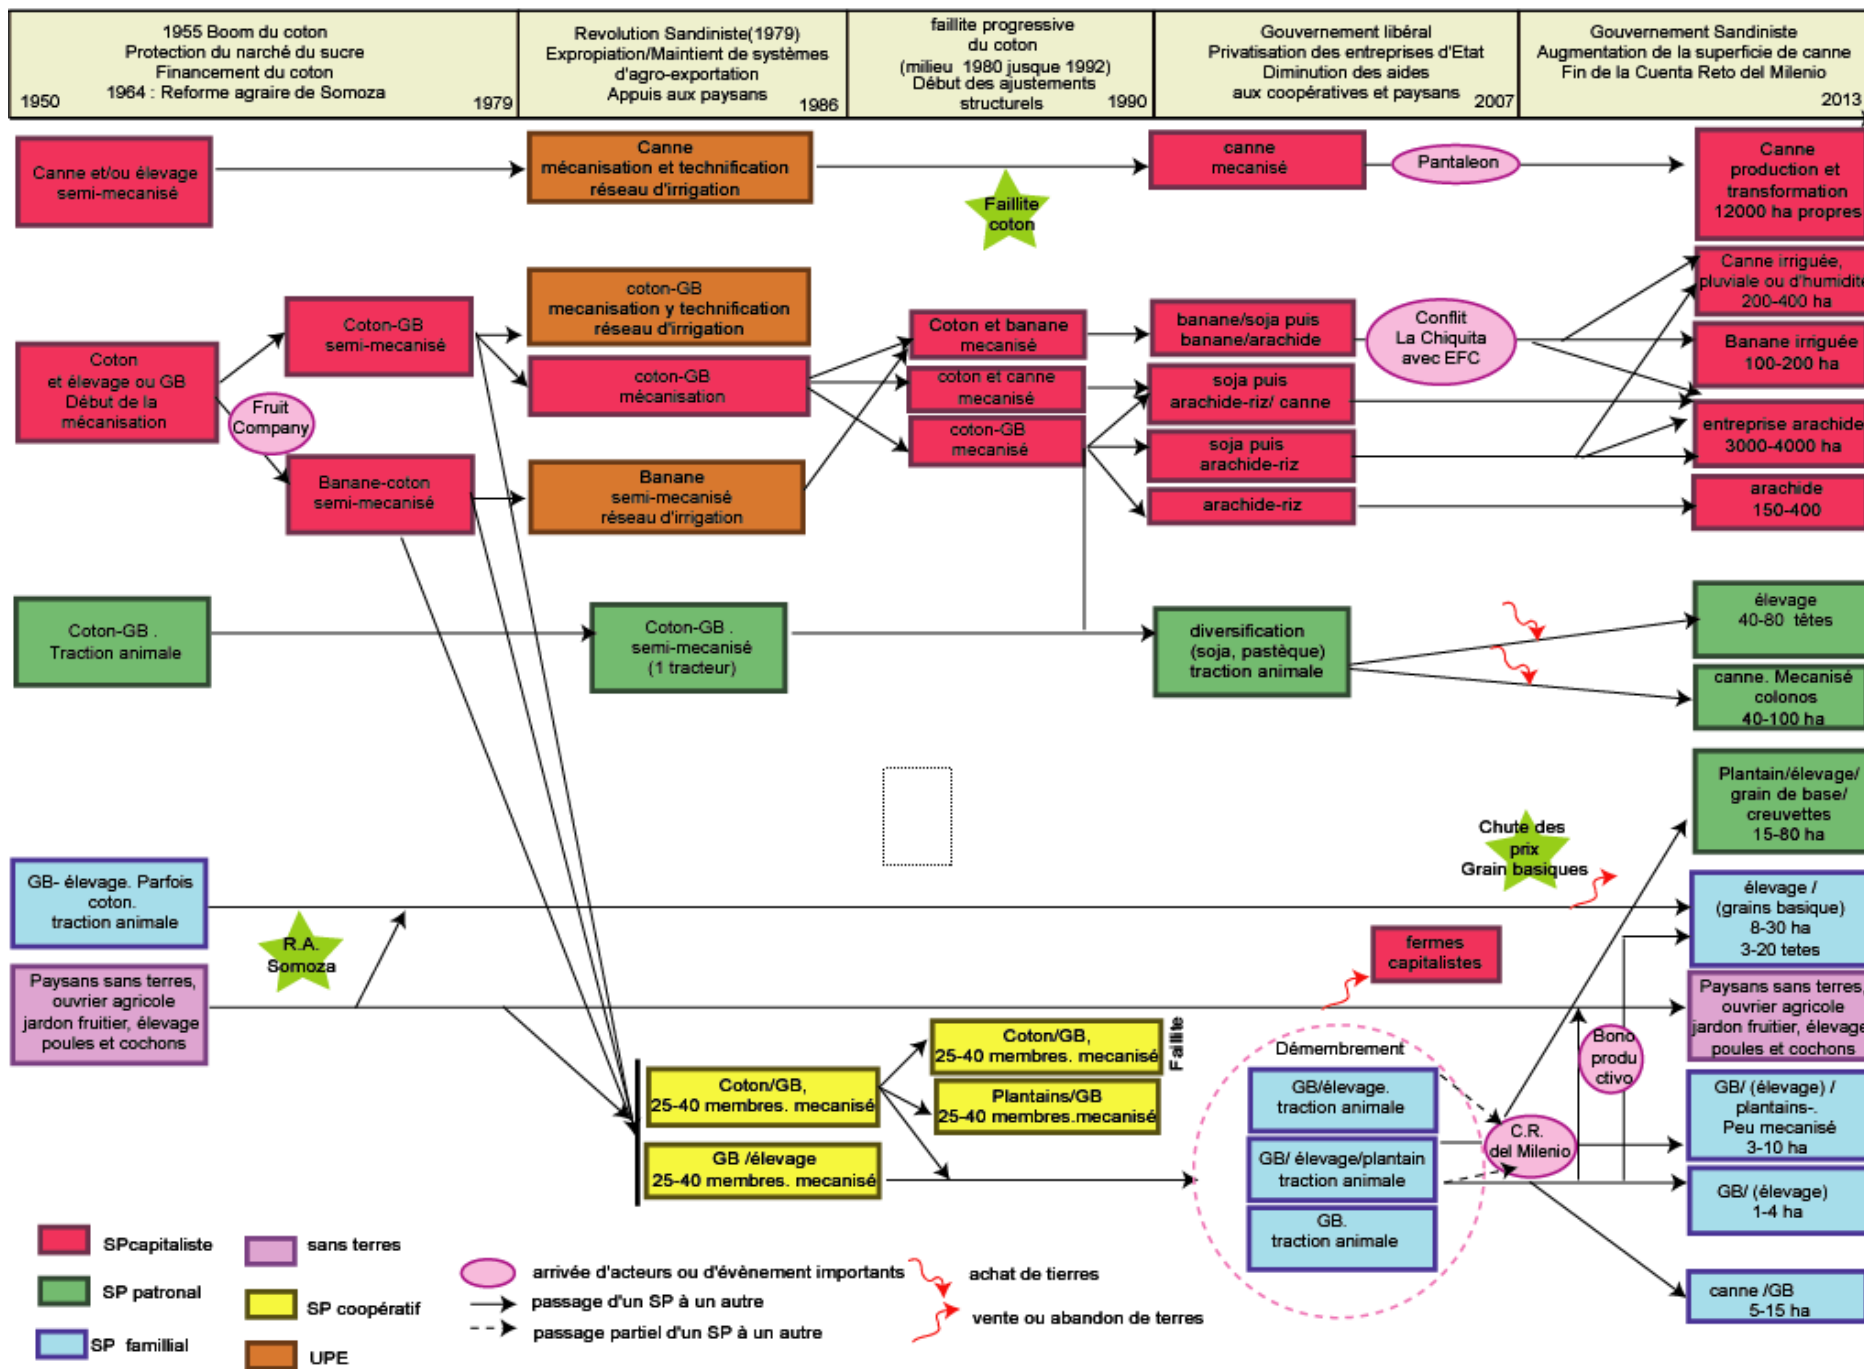 1955 Boom du coton
Protection du narché du sucre
Financement du coton
1964 : Reforme agraire de Somoza
1950
1979
Revolution Sandiniste(1979)
Expropiation/Maintient de systèmes
d'agro-exportation
Appuis aux paysans
1986
faillite progressive
du coton
(milieu 1980 jusque 1992)
Début des ajustements
structurels
1990
Gouvernement libéral
Privatisation des entreprises d'Etat
Diminution des aides
aux coopératives et paysans
2007
Gouvernement Sandiniste
Augmentation de la superficie de canne
Fin de la Cuenta Reto del Milenio
2013
Canne et/ou élevage
semi-mecanisé
Canne
mécanisation et technification
réseau d'irrigation
Faillite
coton
canne
mecanisé
Pantaleon
Canne
production et
transformation
12000 ha propres
Coton
et élevage ou GB
Début de la
mécanisation
Fruit
Company
Coton-GB
semi-mecanisé
Banane-coton
semi-mecanisé
coton-GB
mecanisation y technification
réseau d'irrigation
coton-GB
mécanisation
Banane
semi-mecanisé
réseau d'irrigation
Coton et banane
mecanisé
coton et canne
mecanisé
coton-GB
mecanisé
banane/soja puis
banane/arachide
soja puis
arachide-riz/ canne
soja puis
arachide-riz
arachide-riz
Conflit
La Chiquita
avec EFC
Canne irriguée,
pluviale ou d'humidité
200-400 ha
Banane irriguée
100-200 ha
entreprise arachide
3000-4000 ha
arachide
150-400
Coton-GB .
Traction animale
Coton-GB .
semi-mecanisé
(1 tracteur)
diversification
(soja, pastèque)
traction animale
élevage
40-80 têtes
canne. Mecanisé
colonos
40-100 ha
Plantain/élevage/
grain de base/
creuvettes
15-80 ha
Chute des
prix
Grain basiques
GB- élevage. Parfois
coton.
traction animale
R.A.
Somoza
élevage /
(grains basique)
8-30 ha
3-20 tetes
Paysans sans terres,
ouvrier agricole
jardon fruitier, élevage
poules et cochons
fermes
capitalistes
Paysans sans terres,
ouvrier agricole
jardon fruitier, élevage
poules et cochons
Coton/GB,
25-40 membres. mecanisé
GB /élevage
25-40 membres. mecanisé
Coton/GB,
25-40 membres. mecanisé
Faillite
Plantains/GB
25-40 membres.mecanisé
Démembrement
GB/élevage.
traction animale
GB/ élevage/plantain
traction animale
GB.
traction animale
C.R.
del Milenio
Bono
produ
ctivo
GB/ (élevage) /
plantains-.
Peu mecanisé
3-10 ha
GB/ (élevage)
1-4 ha
canne /GB
5-15 ha
SPcapitaliste
SP patronal
SP famillial
sans terres
SP coopératif
UPE
arrivée d'acteurs ou d'évènement importants
passage d'un SP à un autre
passage partiel d'un SP à un autre
achat de tierres
vente ou abandon de terres